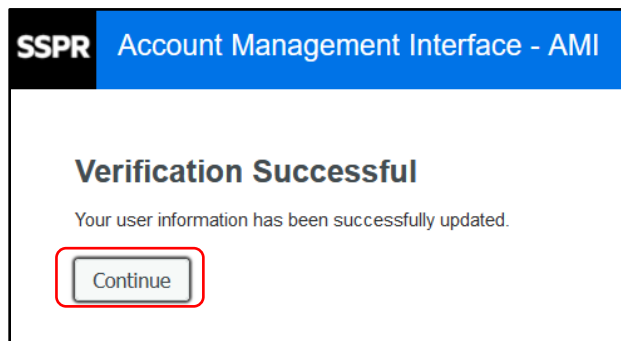 SSPR Account Management Interface - AMI
Verification Successful
Your user information has been successfully updated.
Continue